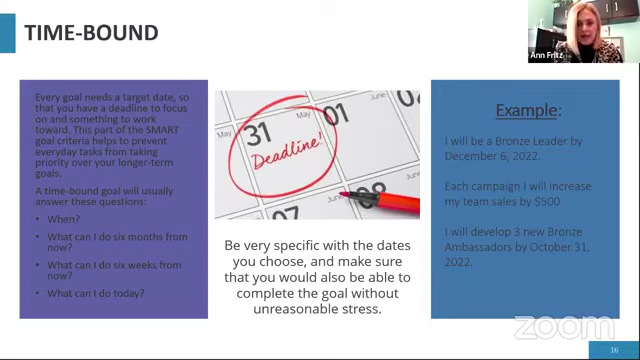 TIME-BOUND
Ann Fritz
Every goal needs a target date, so
that you have a deadline to focus
on and something to work
toward. This part of the SMART
goal criteria helps to prevent
everyday tasks from taking
priority over your longer-term
goals.
A time-bound goal will usually
answer these questions:
• When?
• What can I do six months from
now?
• What can I do six weeks from
now?
• What can I do today?
May
31
May
01
June
02
June
Deadline!
07
June
08
Be very specific with the dates
you choose, and make sure
that you would also be able to
complete the goal without
unreasonable stress.
Example:
I will be a Bronze Leader by
December 6, 2022.
Each campaign I will increase
my team sales by $500
I will develop 3 new Bronze
Ambassadors by October 31,
2022.
zoom
16